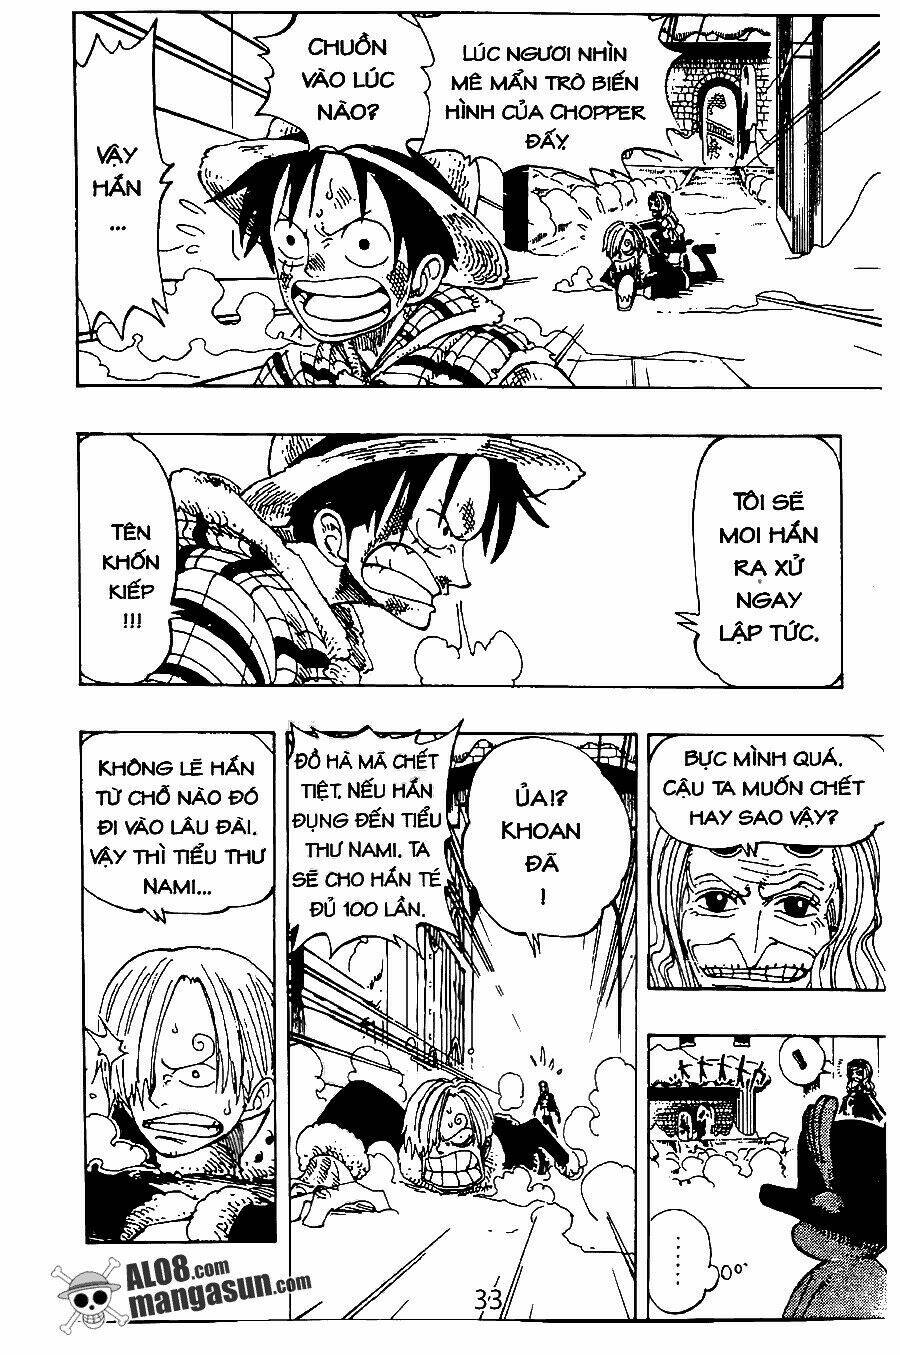 LÚC NGƯƠI NHÌN
MÊ MẨN TRÒ BIẾN
HÌNH CỦA CHOPPER
ĐẤY.
CHUỒN
VÀO LÚC
NÀO?
VẬY
HẮN
...
TÔI SẼ
MOI HẮN
RA XỬ
NGAY
LẬP TỨC.
TÊN
KHỐN
KIẾP
!!!
BỰC MÌNH QUÁ.
CẬU TA MUỐN CHẾT
HAY SAO VẬY?
!
......
ỦA!?
KHOAN
ĐÃ
!
ĐỒ HÀ MÃ CHẾT
TIỆT. NẾU HẮN
ĐỤNG ĐẾN TIỂU
THƯ NAMI. TA
SẼ CHO HẮN TÉ
ĐỦ 100 LẦN.
KHÔNG LẼ HẮN
TỪ CHỖ NÀO ĐÓ
ĐI VÀO LÂU ĐÀI.
VẬY THÌ TIỂU THƯ
NAMI...
AL08.com
mangasun.com
33